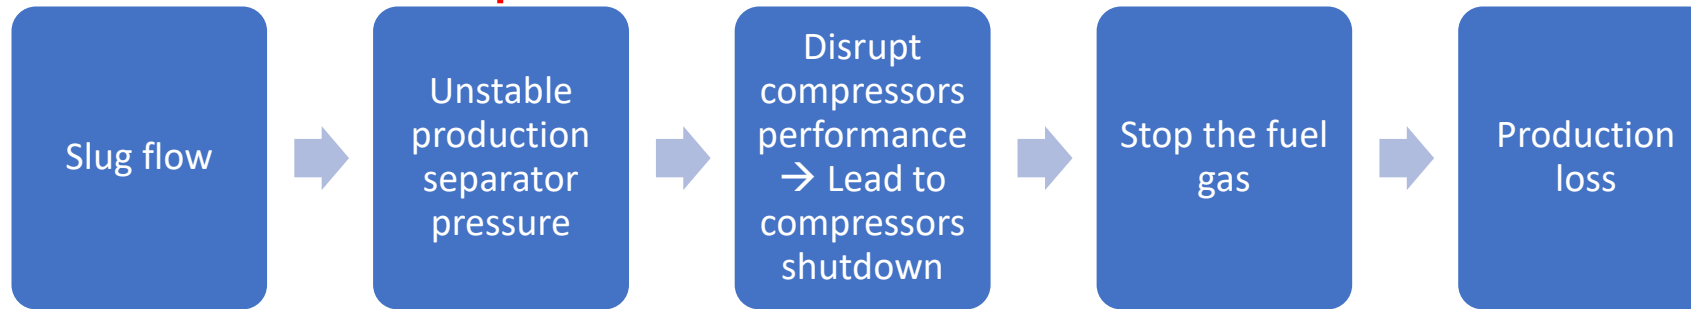 Slug flow
Unstable
production
separator
pressure
Disrupt
compressors
performance
→ Lead to
compressors
shutdown
Stop the fuel
gas
Production
loss